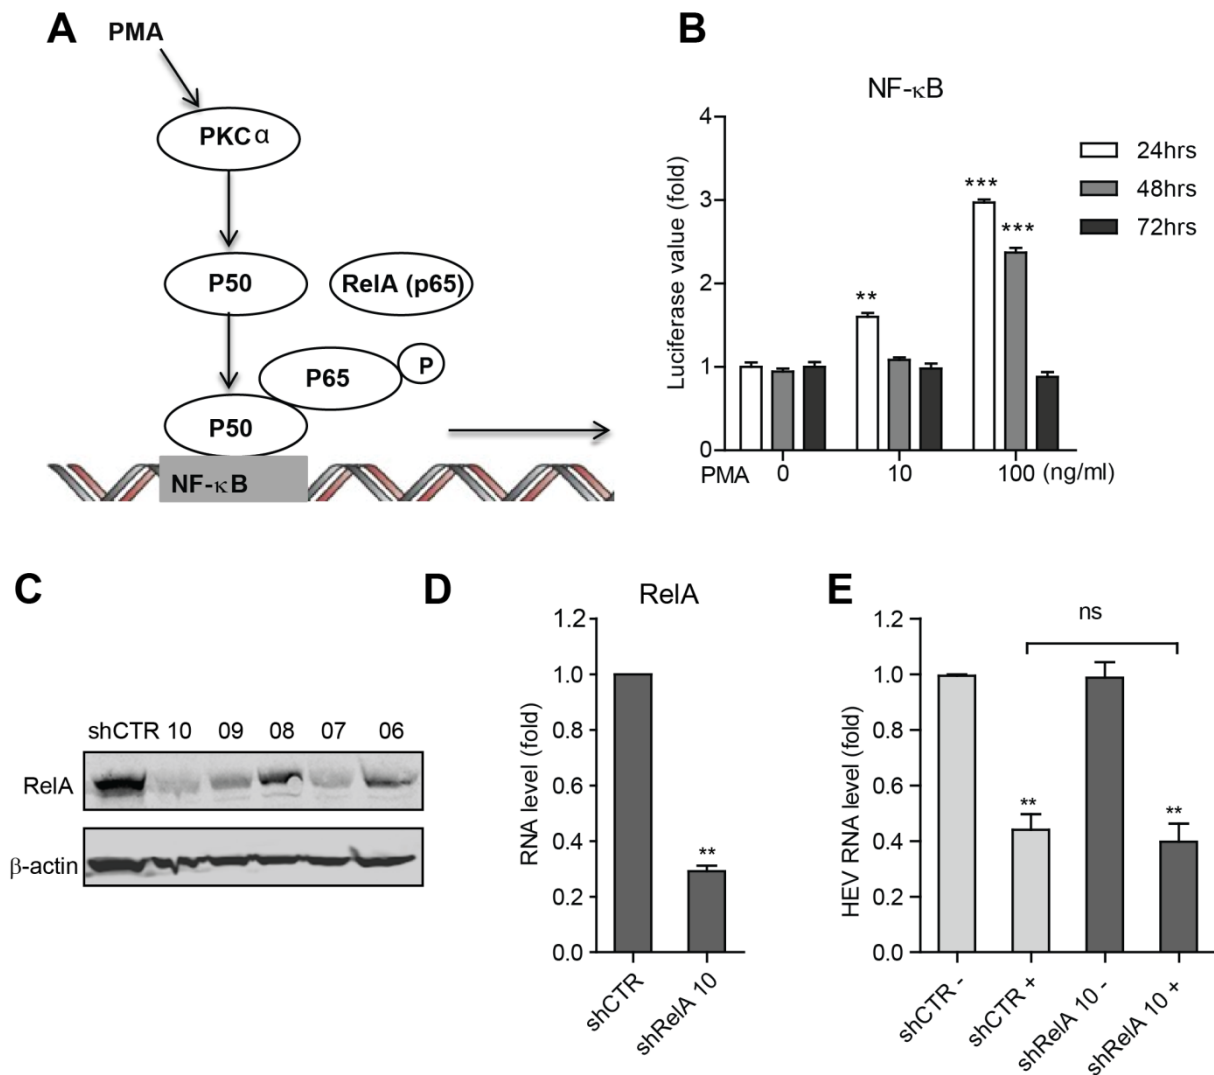 A
PMA
PKC α
P50
RelA (p65)
P65
P
P50
NF-κB
B
NF-κB
Luciferase value (fold)
4
3
2
1
0
***
***
**
24hrs
48hrs
72hrs
PMA 0 10 100 (ng/ml)
C
shCTR 10 09 08 07 06
RelA
β-actin
D
RelA
RNA level (fold)
1.2
1.0
0.8
0.6
0.4
0.2
0.0
**
shCTR
shRelA 10
E
HEV RNA level (fold)
1.2
1.0
0.8
0.6
0.4
0.2
0.0
ns
**
**
shCTR -
shCTR +
shRelA 10 -
shRelA 10 +